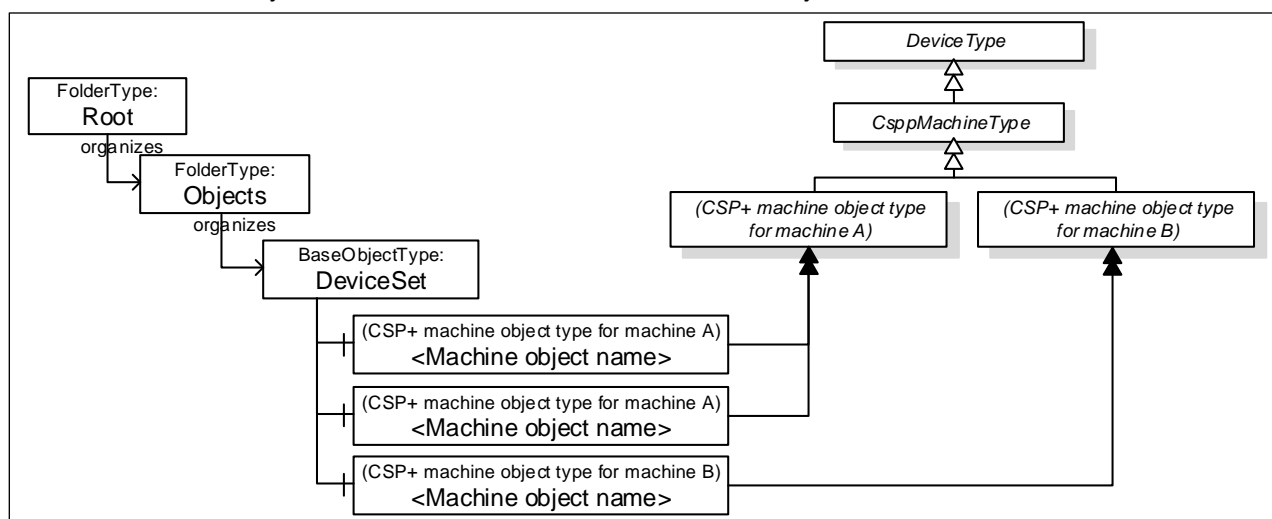 DeviceType
FolderType:
Root
organizes
CsppMachineType
FolderType:
Objects
organizes
(CSP+ machine object type
for machine A)
(CSP+ machine object type
for machine B)
BaseObjectType:
DeviceSet
(CSP+ machine object type for machine A)
<Machine object name>
(CSP+ machine object type for machine A)
<Machine object name>
(CSP+ machine object type for machine B)
<Machine object name>